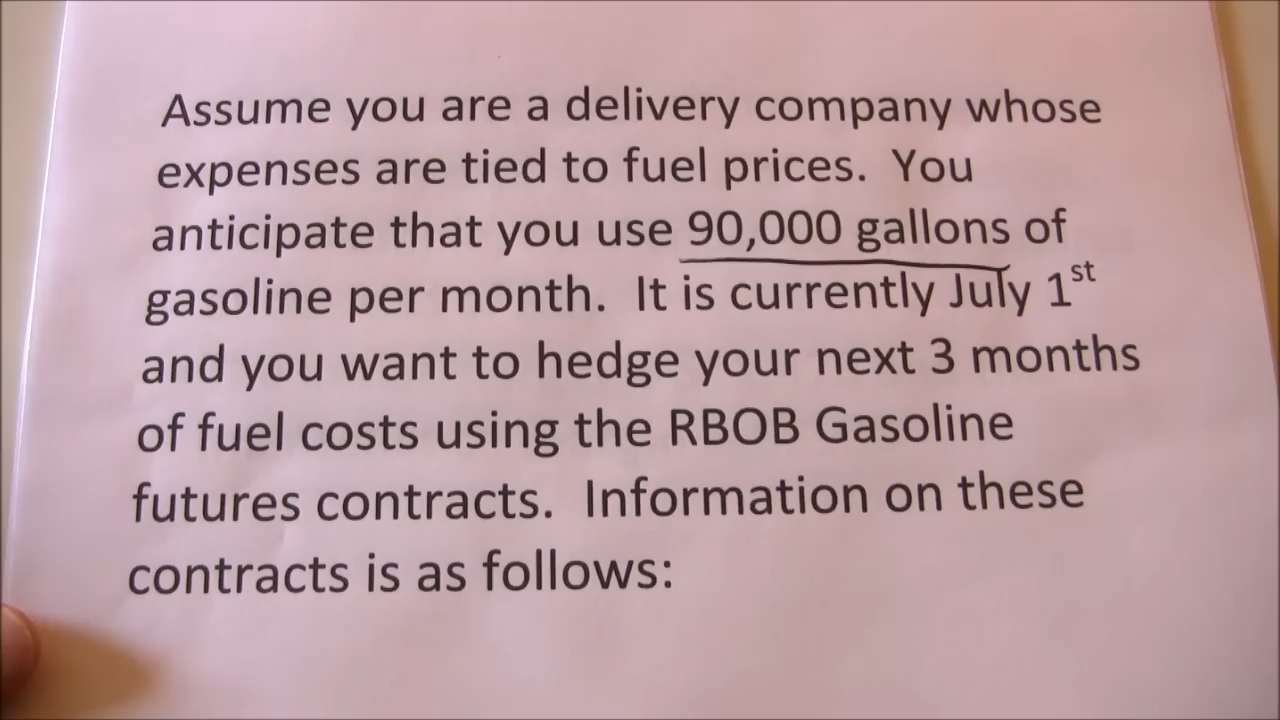 Assume you are a delivery company whose
expenses are tied to fuel prices.  You
anticipate that you use 90,000 gallons of
gasoline per month.  It is currently July 1st
and you want to hedge your next 3 months
of fuel costs using the RBOB Gasoline
futures contracts.  Information on these
contracts is as follows: